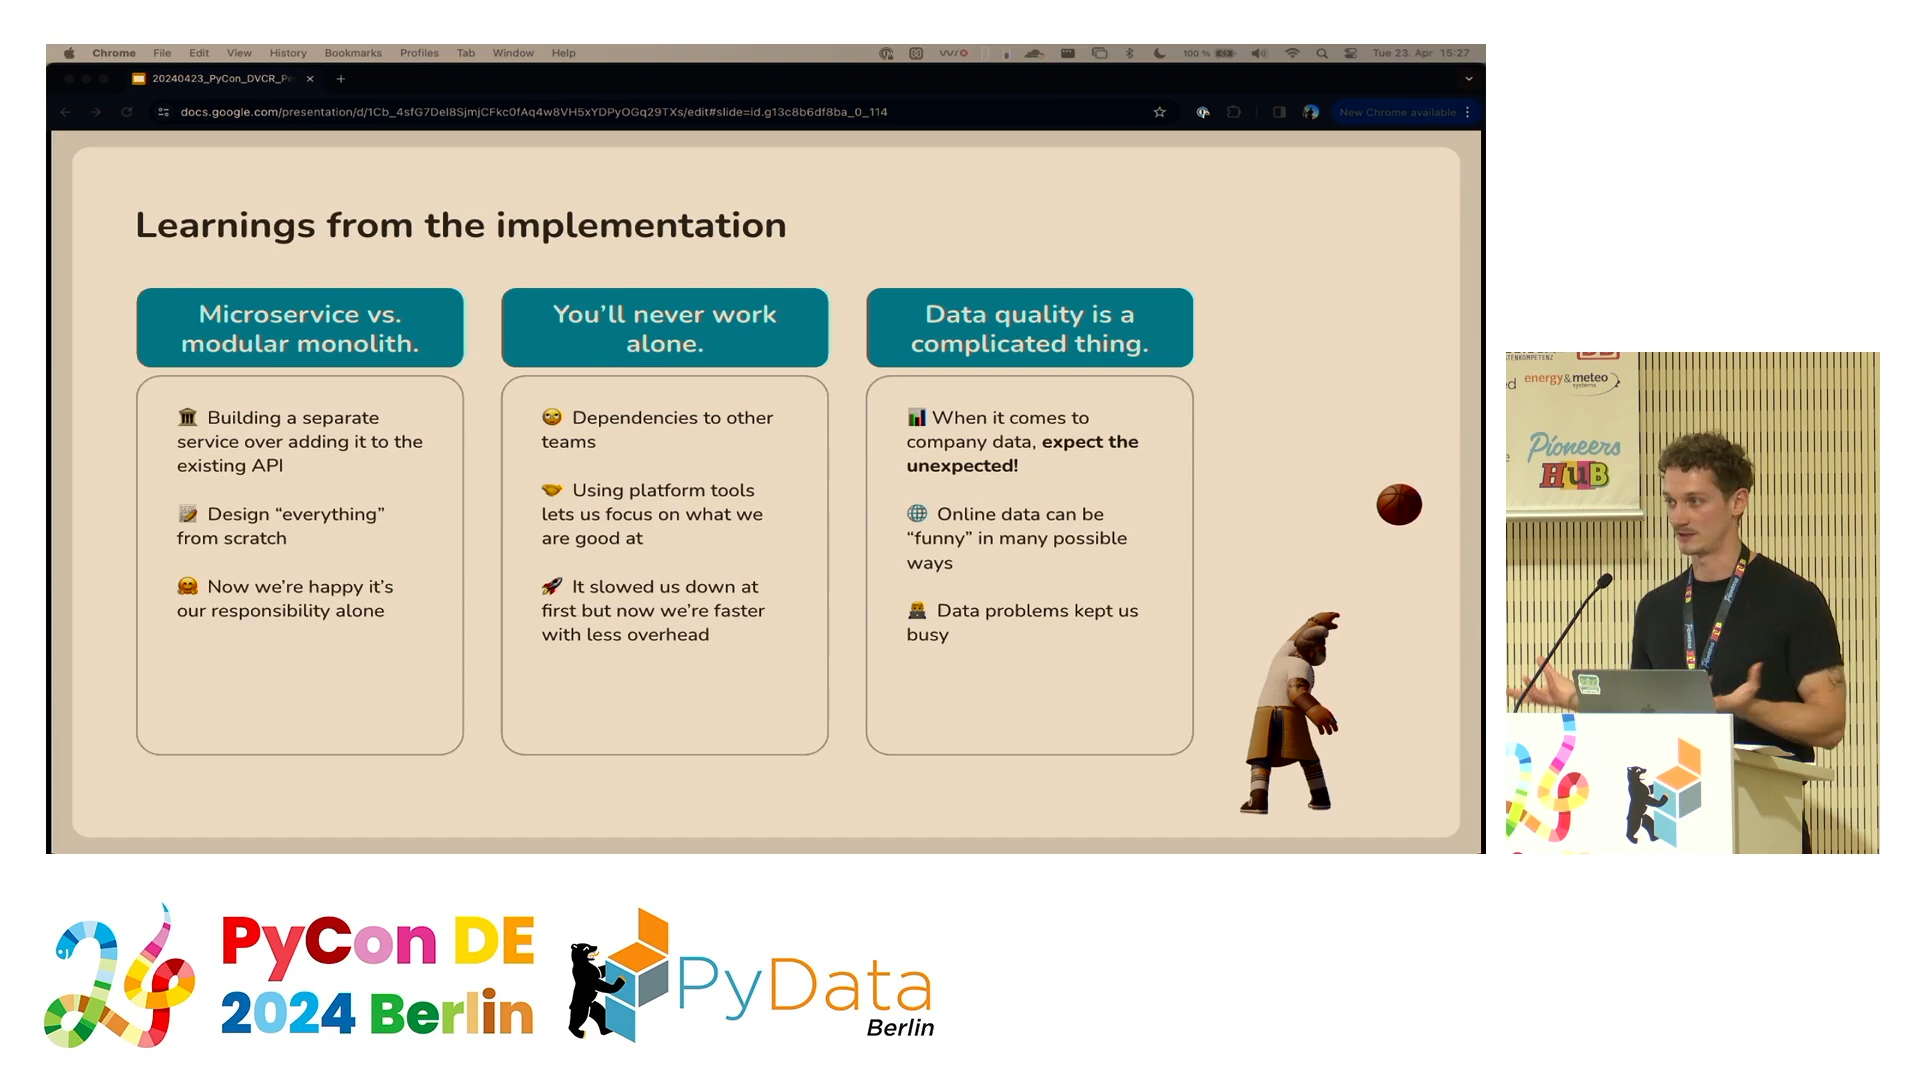 Chrome File Edit View History Bookmarks Profiles Tab Window Help
100 % Tue 23. Apr 15:27
20240423_PyCon_DVCR_Pe
docs.google.com/presentation/d/1Cb_4sfG7Del8SjmjCFkc0fAq4w8VH5xYDPyOGq29TXs/edit#slide=id.g13c8b6df8ba_0_114
New Chrome available
Learnings from the implementation
Microservice vs.
modular monolith.
🏛️ Building a separate
service over adding it to the
existing API
📝 Design “everything”
from scratch
🤗 Now we’re happy it’s
our responsibility alone
You’ll never work
alone.
🙄 Dependencies to other
teams
🤝 Using platform tools
lets us focus on what we
are good at
🚀 It slowed us down at
first but now we’re faster
with less overhead
Data quality is a
complicated thing.
📊 When it comes to
company data, expect the
unexpected!
🌐 Online data can be
“funny” in many possible
ways
👨‍💻 Data problems kept us
busy
energy & meteo
systems
Pioneers
HUB
PyCon DE
2024 Berlin
PyData
Berlin